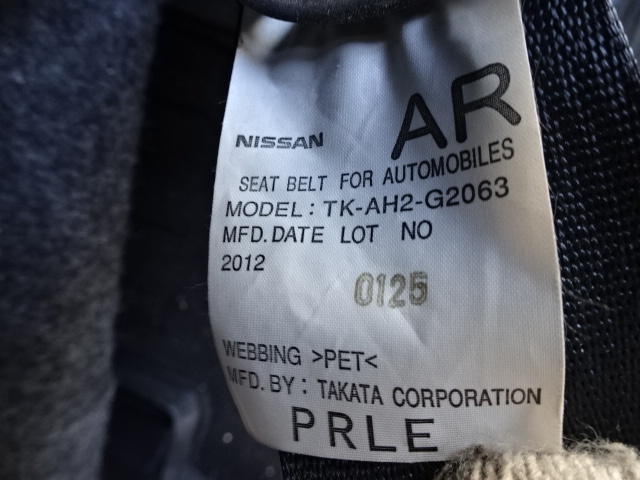 AR
NISSAN
SEAT BELT FOR AUTOMOBILES
MODEL: TK-AH2-G2063
MFD.DATE LOT NO
2012
0125
WEBBING >PET<
MFD.BY: TAKATA CORPORATION
PRLE